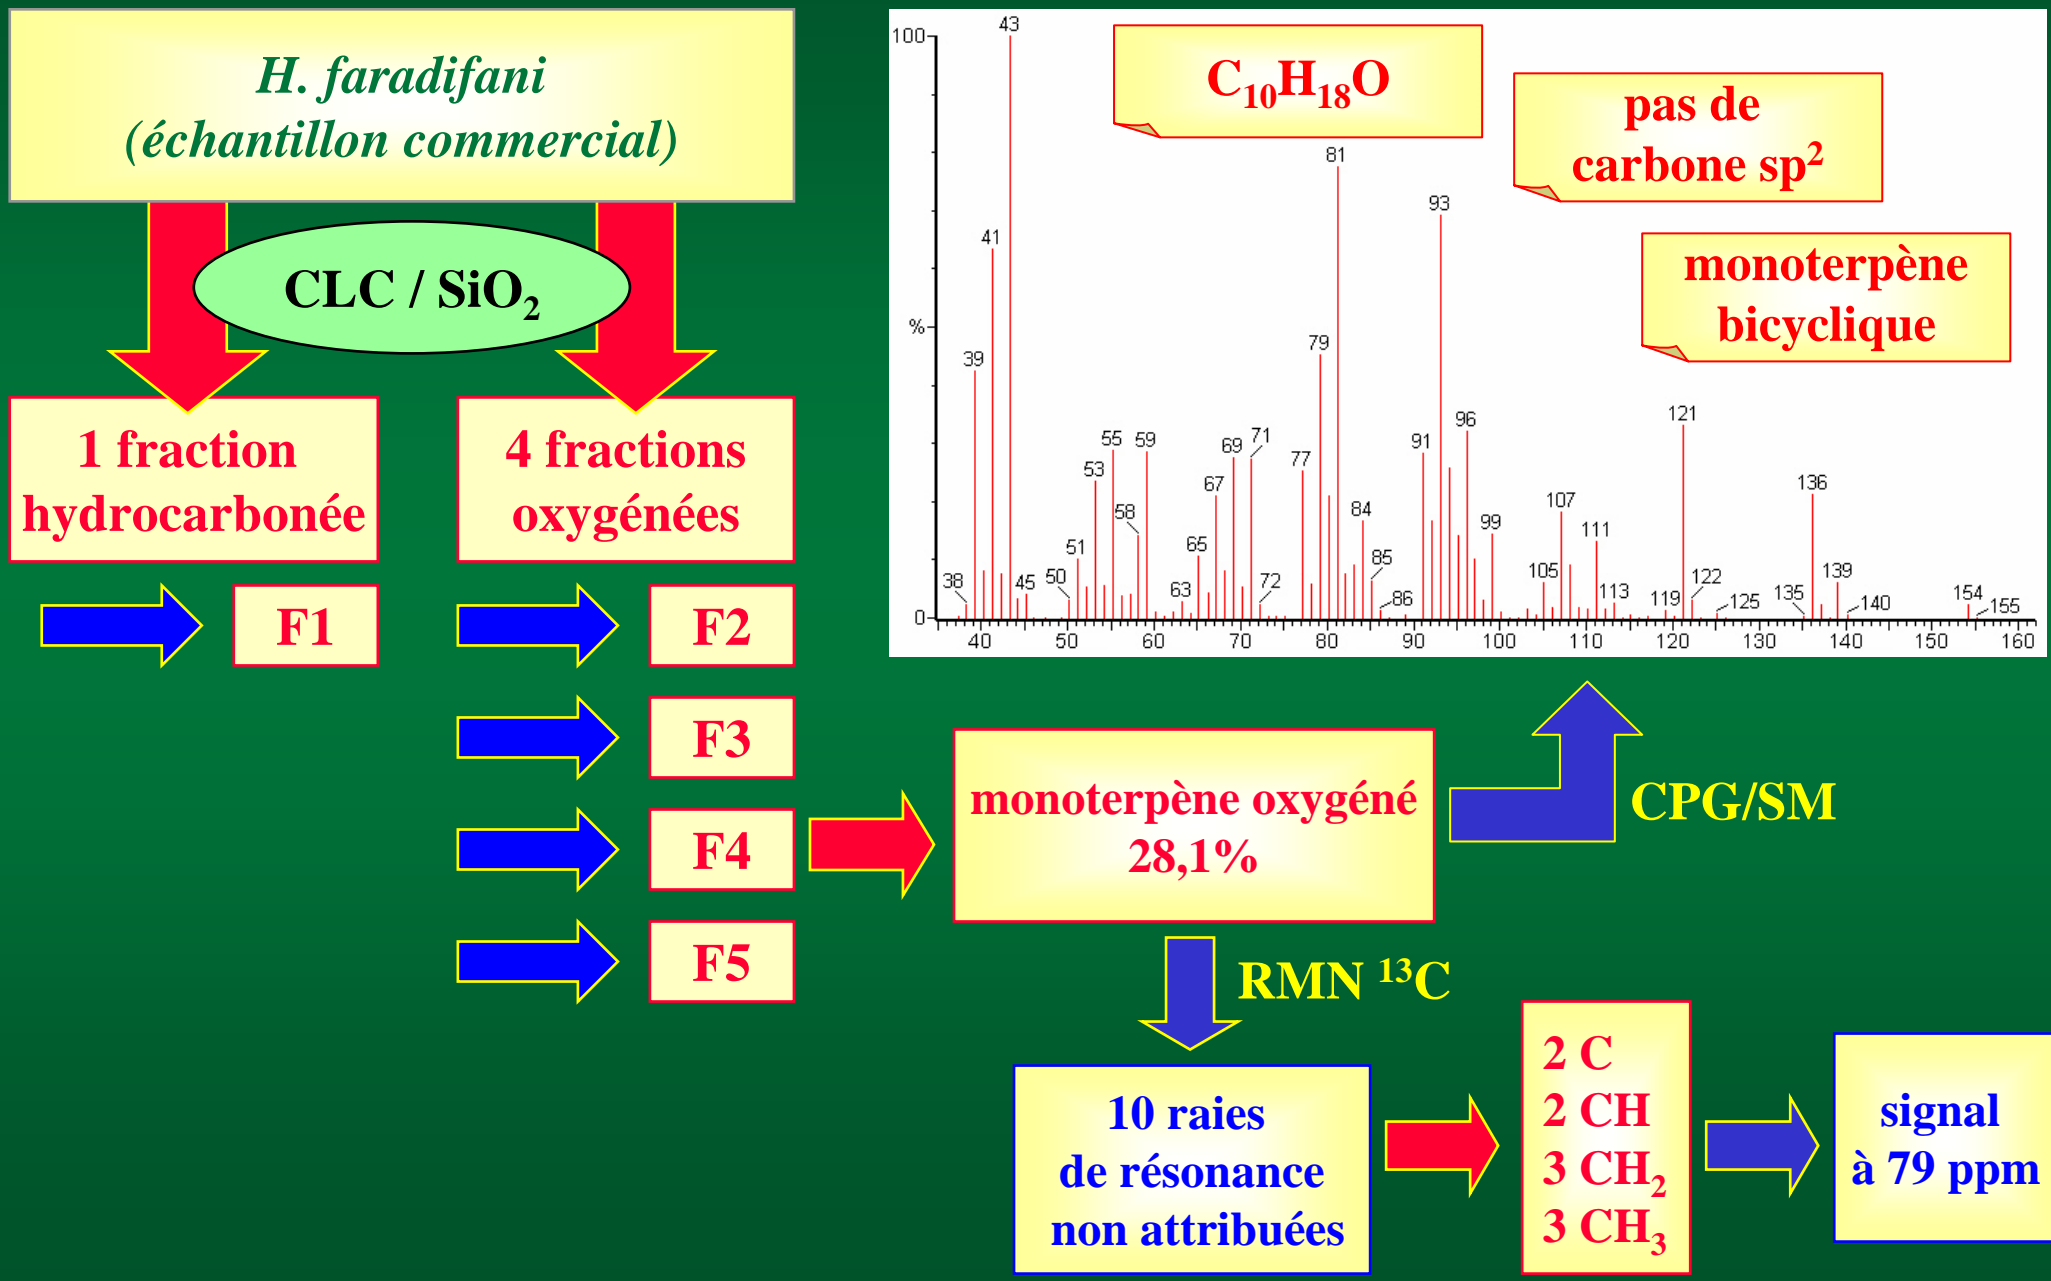 H. faradifani
(échantillon commercial)
CLC / SiO₂
1 fraction
hydrocarbonée
4 fractions
oxygénées
F1
F2
F3
F4
F5
C₁₀H₁₈O
pas de
carbone sp²
monoterpène
bicyclique
100
%
0
43
81
93
41
39
79
121
96
91
55
59
53
69
71
77
67
58
84
136
107
99
111
51
65
105
85
139
38
45
50
63
72
86
113
119
122
125
135
140
154
155
40 50 60 70 80 90 100 110 120 130 140 150 160
monoterpène oxygéné
28,1%
CPG/SM
RMN ¹³C
10 raies
de résonance
non attribuées
2 C
2 CH
3 CH₂
3 CH₃
signal
à 79 ppm